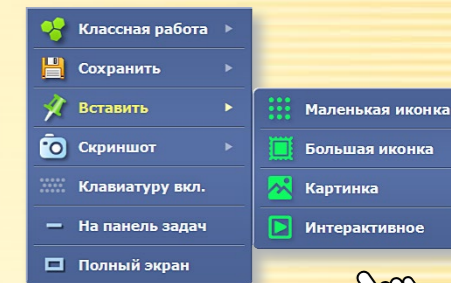 Классная работа
Сохранить
Вставить
Скриншот
Клавиатуру вкл.
На панель задач
Полный экран
Маленькая иконка
Большая иконка
Картинка
Интерактивное